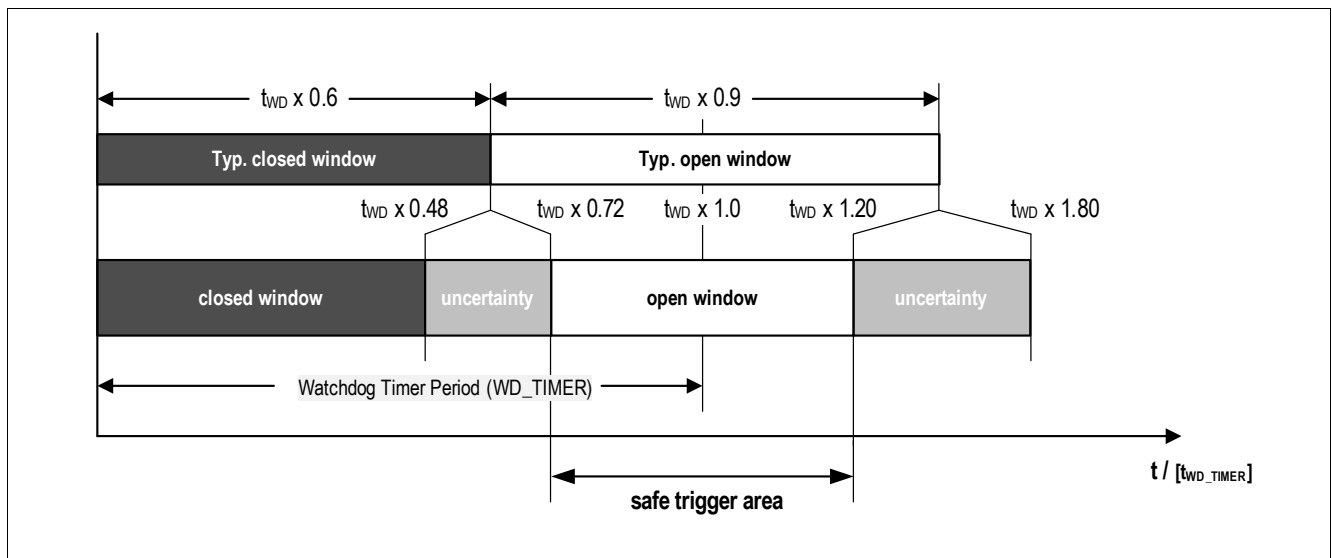 tWD x 0.6
tWD x 0.9
Typ. closed window
Typ. open window
tWD x 0.48
tWD x 0.72
tWD x 1.0
tWD x 1.20
tWD x 1.80
closed window
uncertainty
open window
uncertainty
Watchdog Timer Period (WD_TIMER)
t / [tWD_TIMER]
safe trigger area